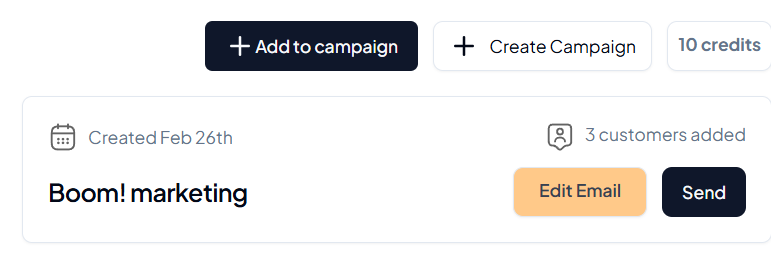 Add to campaign
Create Campaign
10 credits
Created Feb 26th
3 customers added
Boom! marketing
Edit Email
Send